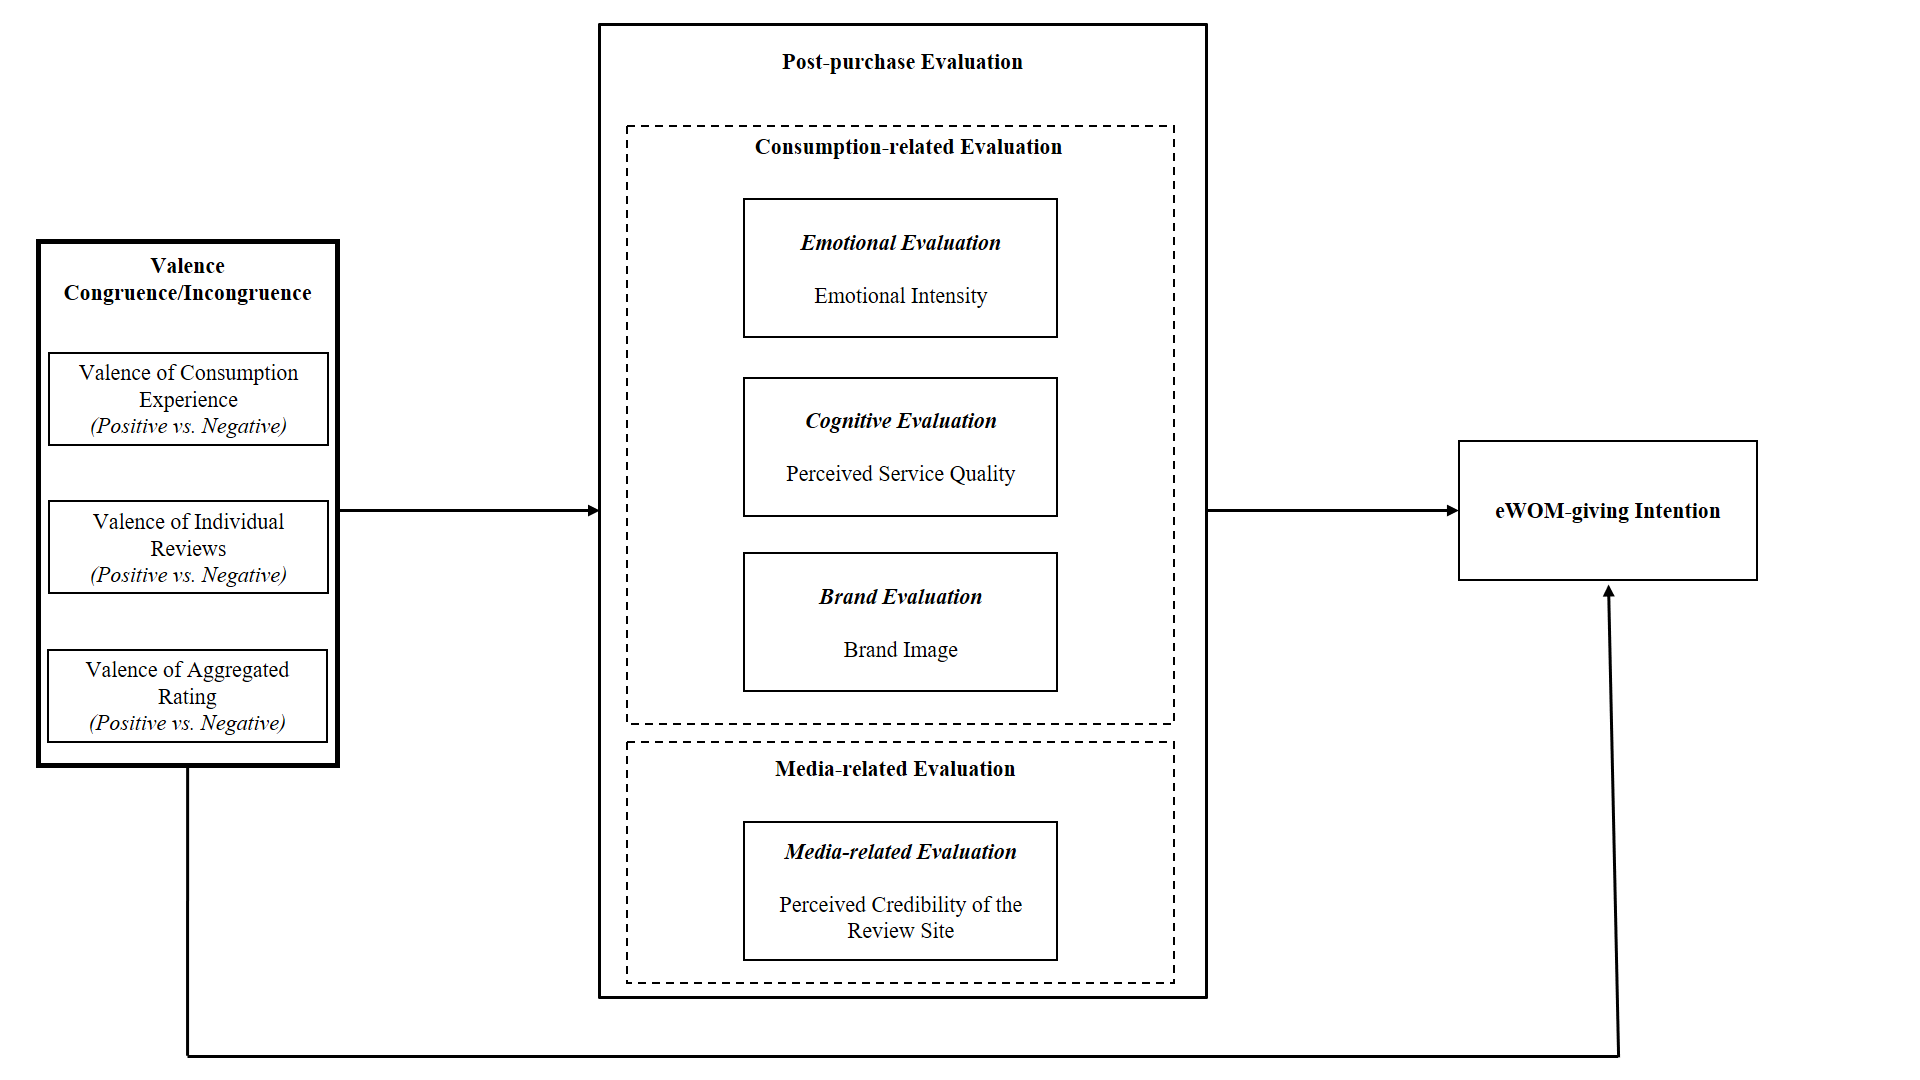 Post-purchase Evaluation
Consumption-related Evaluation
Emotional Evaluation
Emotional Intensity
Valence
Congruence/Incongruence
Valence of Consumption
Experience
(Positive vs. Negative)
Cognitive Evaluation
Perceived Service Quality
Valence of Individual
Reviews
(Positive vs. Negative)
eWOM-giving Intention
Brand Evaluation
Brand Image
Valence of Aggregated
Rating
(Positive vs. Negative)
Media-related Evaluation
Media-related Evaluation
Perceived Credibility of the
Review Site